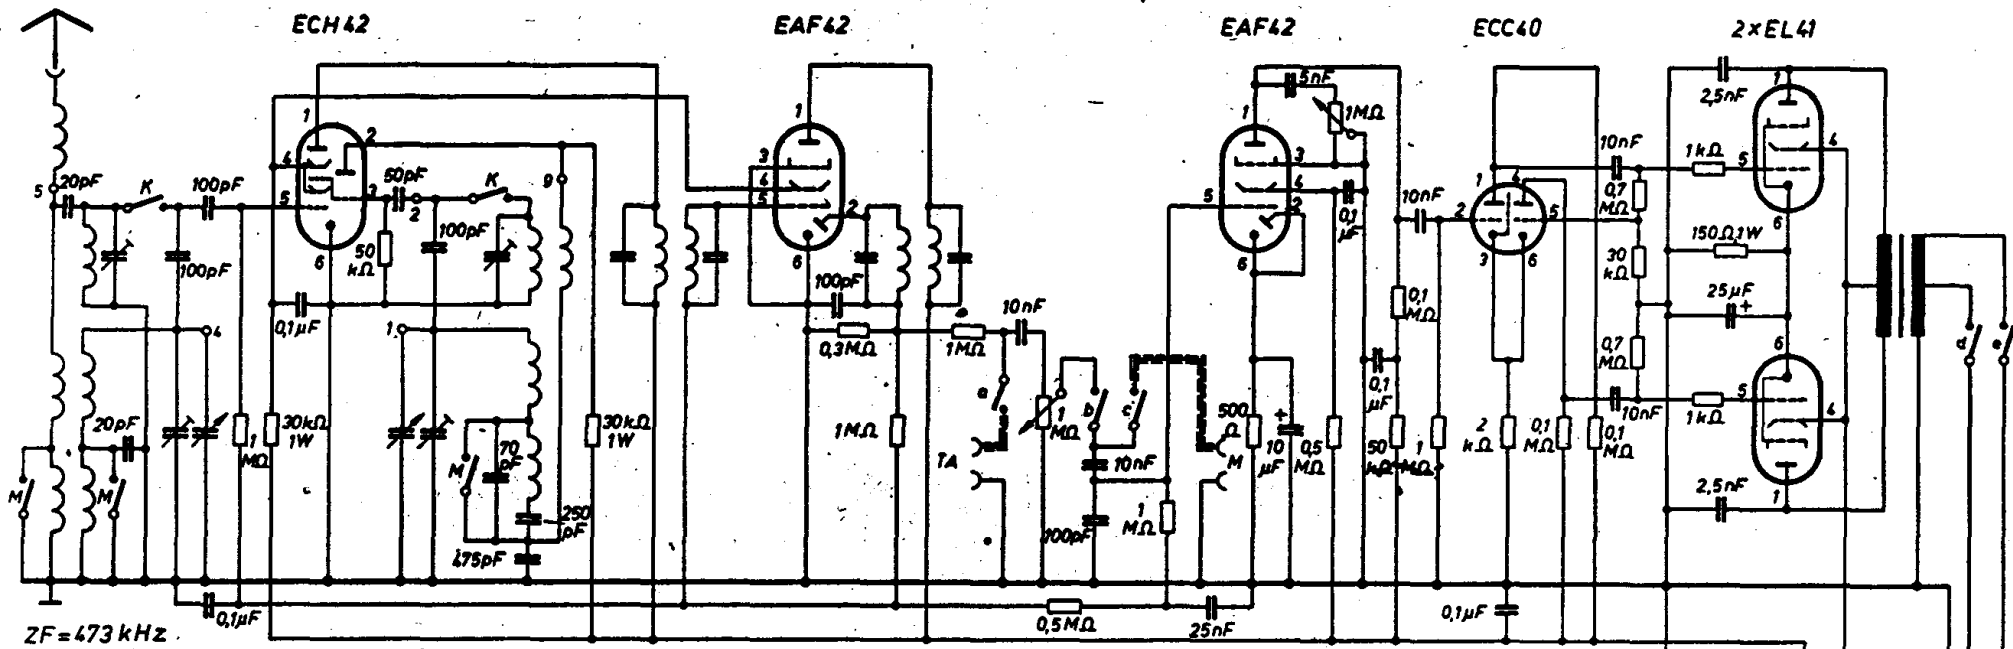 ECH42
EAF42
EAF42
ECC40
2×EL41
1
2
4
5
3
6
5
20pF
K
100pF
100pF
50pF
2
K
9
50
kΩ
100pF
0,1µF
4
1
20pF
M
M
1
MΩ
30kΩ
1W
M
70
pF
250
pF
475pF
30kΩ
1W
0,1µF
ZF=473kHz
1
3
4
5
2
6
100pF
0,3MΩ
1MΩ
10nF
1MΩ
a
TA
1
MΩ
b
c
10nF
100pF
1
MΩ
M
0,5MΩ
25nF
1
5nF
1MΩ
3
4
2
5
6
0,1
µF
10nF
0,1
MΩ
0,1
µF
500
Ω
+
10
µF
0,5
MΩ
50
kΩ
1
MΩ
1
4
2
5
3
6
2
kΩ
0,1
MΩ
0,1
MΩ
0,1µF
10nF
0,7
MΩ
30
kΩ
0,7
MΩ
10nF
1kΩ
1kΩ
2,5nF
1
4
5
6
150Ω,1W
25µF
+
6
5
4
1
2,5nF
d
e